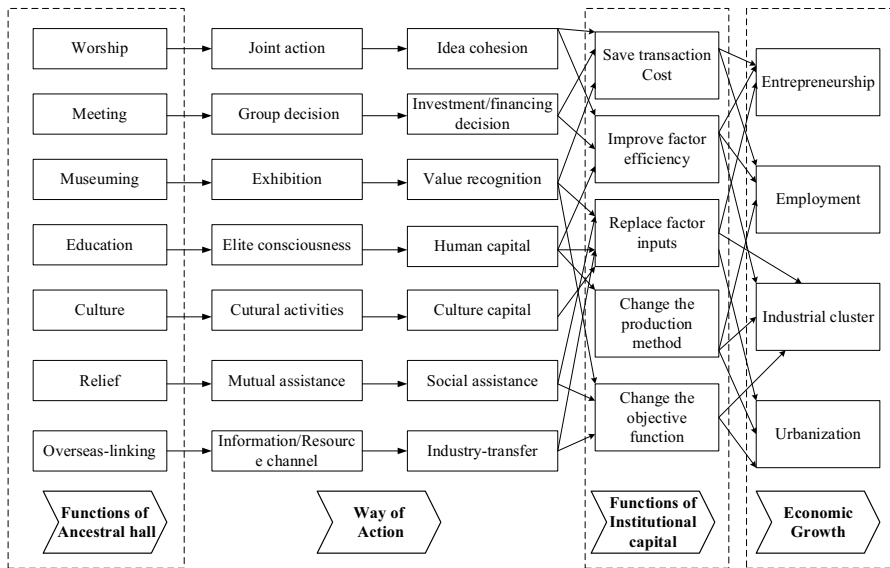 Worship
Joint action
Idea cohesion
Save transaction
Cost
Entrepreneurship
Meeting
Group decision
Investment/financing
decision
Improve factor
efficiency
Museuming
Exhibition
Value recognition
Employment
Education
Elite consciousness
Human capital
Replace factor
inputs
Culture
Cutural activities
Culture capital
Change the
production
method
Industrial cluster
Relief
Mutual assistance
Social assistance
Change the
objective
function
Urbanization
Overseas-linking
Information/Resourc
e channel
Industry-transfer
Functions of
Ancestral hall
Way of
Action
Functions of
Institutional
capital
Economic
Growth